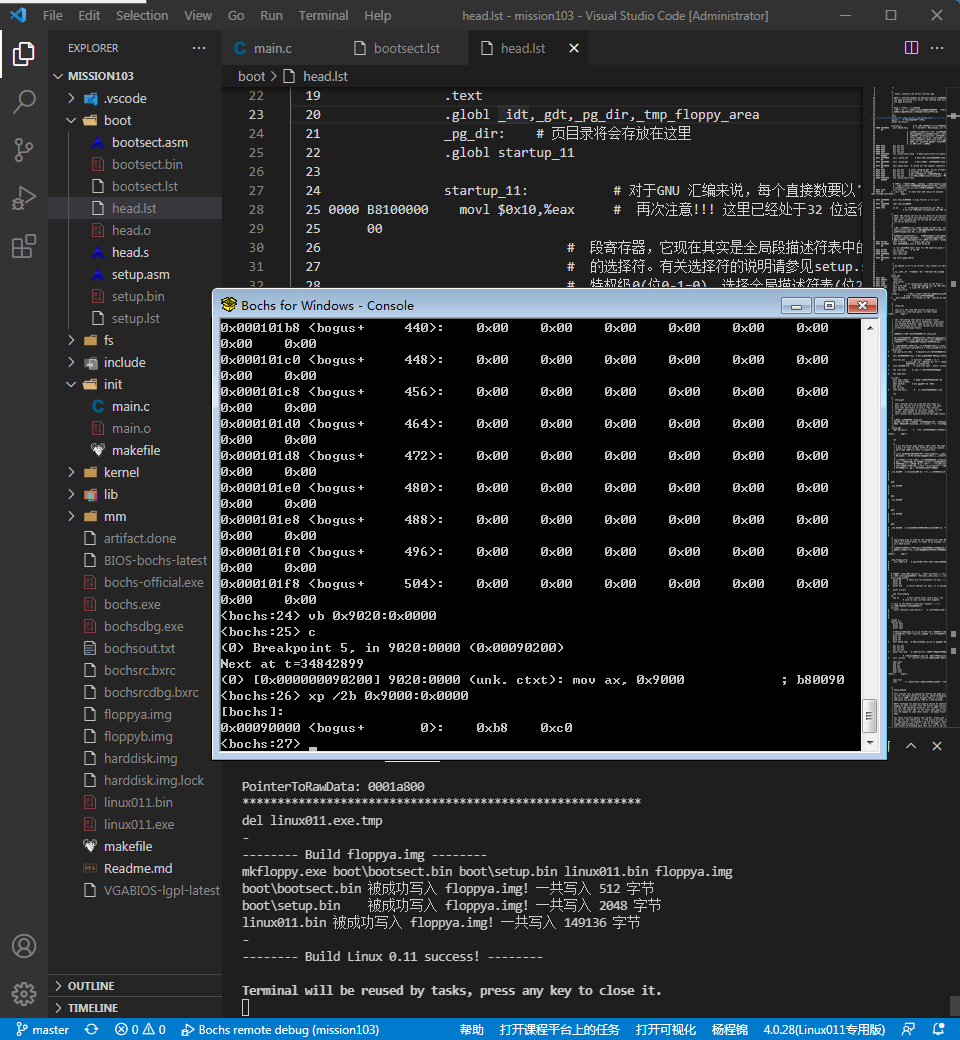 File Edit Selection View Go Run Terminal Help head.lst - mission103 - Visual Studio Code [Administrator]
EXPLORER
MISSION103
.vscode
boot
bootsect.asm
bootsect.bin
bootsect.lst
head.lst
head.o
head.s
setup.asm
setup.bin
setup.lst
fs
include
init
main.c
main.o
makefile
kernel
lib
mm
artifact.done
BIOS-bochs-latest
bochs-official.exe
bochs.exe
bochsdbg.exe
bochsout.txt
bochsrc.bxrc
bochsrcdbg.bxrc
floppya.img
floppyb.img
harddisk.img
harddisk.img.lock
linux011.bin
linux011.exe
makefile
Readme.md
VGABIOS-lgpl-latest
OUTLINE
TIMELINE
main.c bootsect.lst head.lst
boot > head.lst
22 19 .text
23 20 .globl _idt,_gdt,_pg_dir,_tmp_floppy_area
24 21 _pg_dir: # 页目录将会存放在这里
25 22 .globl startup_11
26 23
27 24 startup_11: # 对于GNU 汇编来说，每个直接数要以'
28 25 0000 B8100000 movl $0x10,%eax # 再次注意!!! 这里已经处于32 位运行
29 25 00
30 26 # 段寄存器，它现在其实是全局段描述符表中的
31 27 # 的选择符。有关选择符的说明请参见setup.s
32 28 # 特权级0(位0-1=0)、选择全局描述符表(位2
Bochs for Windows - Console
0x000101b8 <bogus+ 440>: 0x00 0x00 0x00 0x00 0x00 0x00
0x00 0x00
0x000101c0 <bogus+ 448>: 0x00 0x00 0x00 0x00 0x00 0x00
0x00 0x00
0x000101c8 <bogus+ 456>: 0x00 0x00 0x00 0x00 0x00 0x00
0x00 0x00
0x000101d0 <bogus+ 464>: 0x00 0x00 0x00 0x00 0x00 0x00
0x00 0x00
0x000101d8 <bogus+ 472>: 0x00 0x00 0x00 0x00 0x00 0x00
0x00 0x00
0x000101e0 <bogus+ 480>: 0x00 0x00 0x00 0x00 0x00 0x00
0x00 0x00
0x000101e8 <bogus+ 488>: 0x00 0x00 0x00 0x00 0x00 0x00
0x00 0x00
0x000101f0 <bogus+ 496>: 0x00 0x00 0x00 0x00 0x00 0x00
0x00 0x00
0x000101f8 <bogus+ 504>: 0x00 0x00 0x00 0x00 0x00 0x00
0x00 0x00
<bochs:24> vb 0x9020:0x0000
<bochs:25> c
(0) Breakpoint 5, in 9020:0000 (0x00090200)
Next at t=34842899
(0) [0x000000090200] 9020:0000 (unk. ctxt): mov ax, 0x9000 ; b80090
<bochs:26> xp /2b 0x9000:0x0000
[bochs]:
0x00090000 <bogus+ 0>: 0xb8 0xc0
<bochs:27>
PointerToRawData: 0001a800
*********************************************************
del linux011.exe.tmp
-
-------- Build floppya.img --------
mkfloppy.exe boot\bootsect.bin boot\setup.bin linux011.bin floppya.img
boot\bootsect.bin 被成功写入 floppya.img! 一共写入 512 字节
boot\setup.bin 被成功写入 floppya.img! 一共写入 2048 字节
linux011.bin 被成功写入 floppya.img! 一共写入 149136 字节
-
-------- Build Linux 0.11 success! --------
Terminal will be reused by tasks, press any key to close it.
master 0 0 Bochs remote debug (mission103) 帮助 打开课程平台上的任务 打开可视化 杨程锦 4.0.28(Linux011专用版)